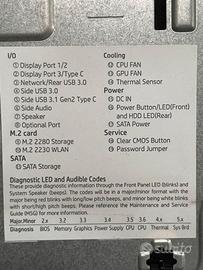 I/O
① Display Port 1/2
② Display Port 3/Type C
③ Network/Rear USB 3.0
④ Side USB 3.0
⑤ Side USB 3.1 Gen2 Type C
⑥ Side Audio
⑦ Speaker
⑧ Optional Port
M.2 card
⑨ M.2 2280 Storage
⑩ M.2 2230 WLAN
SATA
⑪ SATA Storage
Cooling
⑫ CPU FAN
⑬ GPU FAN
⑭ Thermal Sensor
Power
⑮ DC IN
⑯ Power Button/LED(Front)
and HDD LED(Rear)
⑰ SATA Power
Service
⑱ Clear CMOS Button
⑲ Password Jumper
Diagnostic LED and Audible Codes
These provide diagnostic information through the Front Panel LED (blinks) and
System Speaker (beeps). The codes will be in a major/minor format with the
major being red blinks with low/long pitch beeps, and minor being white blinks
with short/high pitch beeps. Please reference the Maintenance and Service
Guide (MSG) for more information.
Major.Minor 2.x 3.2 3.3 3.4 3.5 3.6 4.x 5.x
Diagnosis BIOS Memory Graphics Power Supply CPU CPU Thermal Sys Brd
Subito